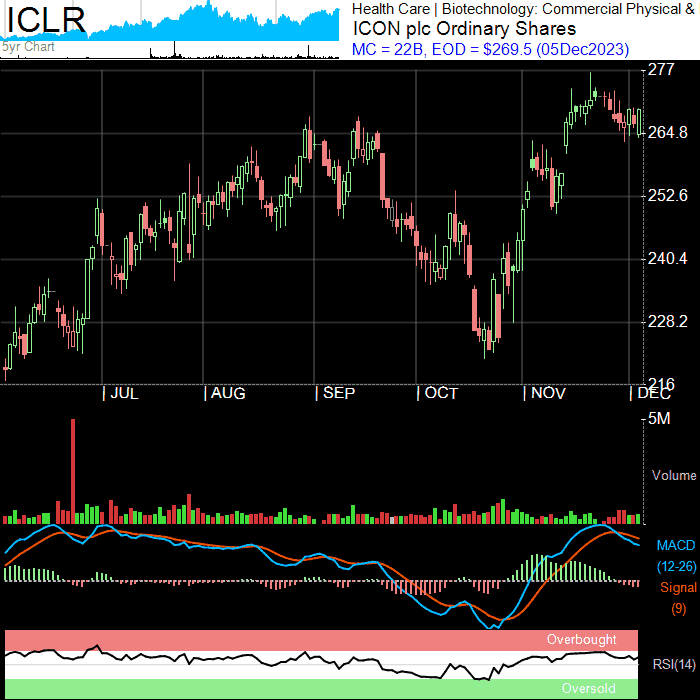 ICLR
5yr Chart
Health Care | Biotechnology: Commercial Physical &
ICON plc Ordinary Shares
MC = 22B, EOD = $269.5 (05Dec2023)
277
264.8
252.6
240.4
228.2
216
JUL
AUG
SEP
OCT
NOV
DEC
5M
Volume
MACD
(12-26)
Signal
(9)
Overbought
RSI(14)
Oversold